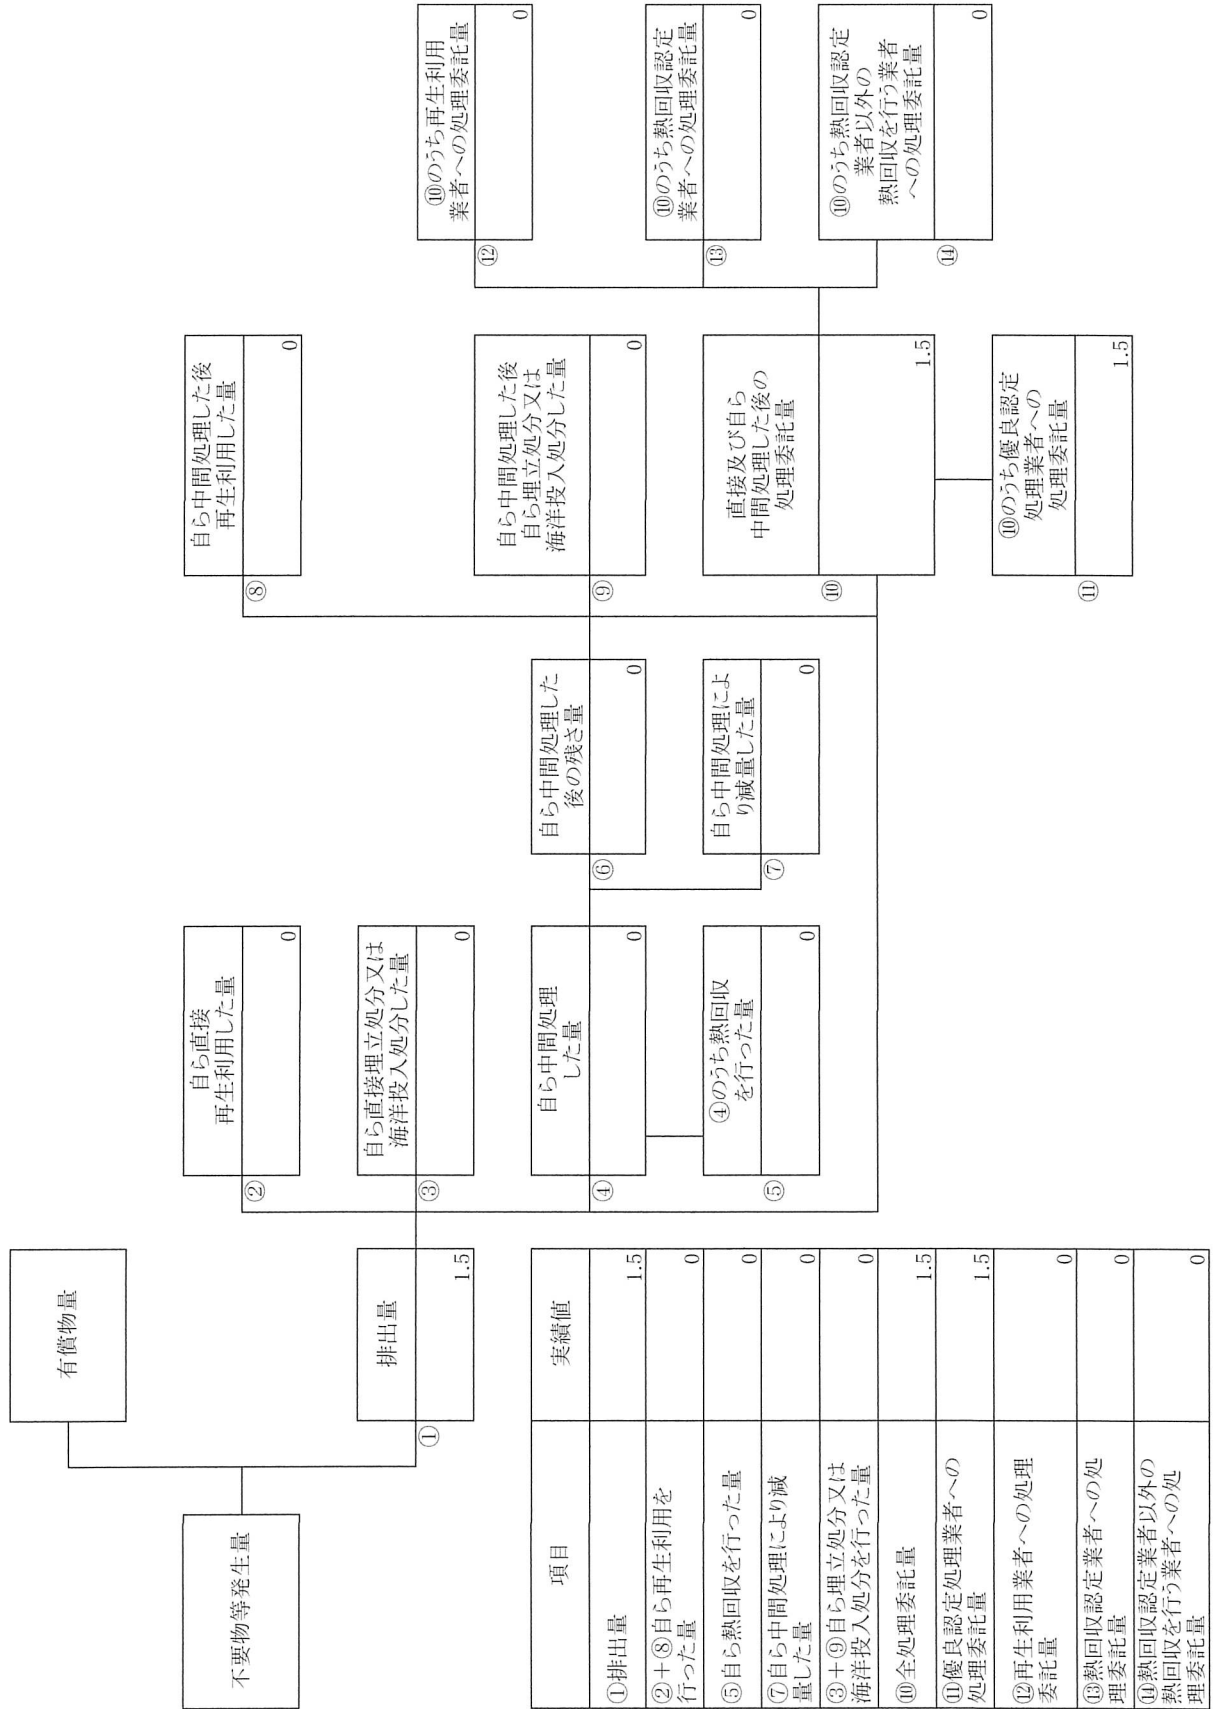 有償物量
不要物等発生量
排出量
①
1.5
自ら直接
再生利用した量
②
0
自ら直接埋立処分又は
海洋投入処分した量
③
0
自ら中間処理
した量
④
0
④のうち熱回収
を行った量
⑤
0
自ら中間処理した
後の残さ量
⑥
0
自ら中間処理によ
り減量した量
⑦
0
自ら中間処理した後
再生利用した量
⑧
0
自ら中間処理した後
自ら埋立処分又は
海洋投入処分した量
⑨
0
直接及び自ら
中間処理した後の
処理委託量
⑩
1.5
⑩のうち優良認定
処理業者への
処理委託量
⑪
1.5
⑩のうち再生利用
業者への処理委託量
⑫
0
⑩のうち熱回収認定
業者への処理委託量
⑬
0
⑩のうち熱回収認定
業者以外の
熱回収を行う業者
への処理委託量
⑭
0
項目 実績値
①排出量 1.5
②+⑧自ら再生利用を
行った量 0
⑤自ら熱回収を行った量 0
⑦自ら中間処理により減
量した量 0
③+⑨自ら埋立処分又は
海洋投入処分を行った量 0
⑩全処理委託量 1.5
⑪優良認定処理業者への
処理委託量 1.5
⑫再生利用業者への処理
委託量 0
⑬熱回収認定業者への処
理委託量 0
⑭熱回収認定業者以外の
熱回収を行う業者への処
理委託量 0